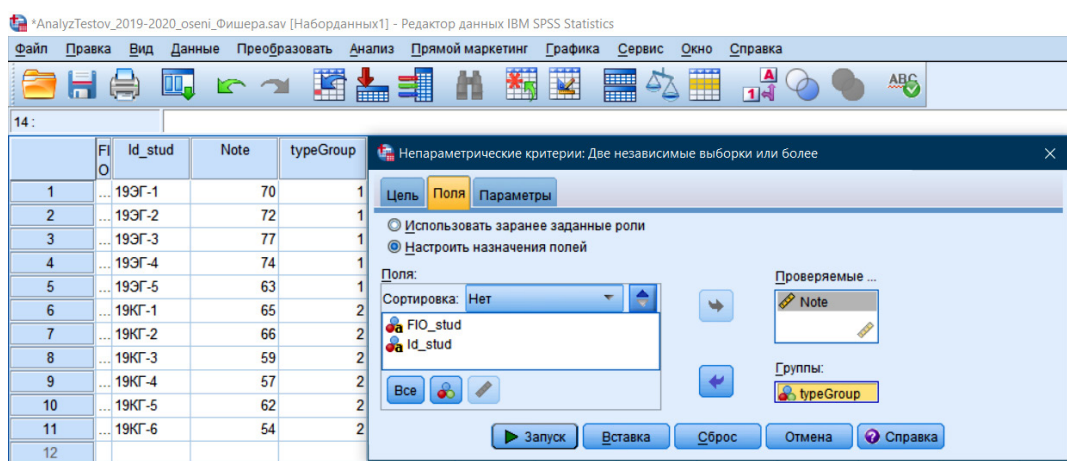 *AnalyzTestov_2019-2020_oseni_Фишера.sav [Наборданных1] - Редактор данных IBM SPSS Statistics
Файл Правка Вид Данные Преобразовать Анализ Прямой маркетинг Графика Сервис Окно Справка
A
1
ABC
14 :
FIO Id_stud Note typeGroup
1 ... 19ЭГ-1 70 1
2 ... 19ЭГ-2 72 1
3 ... 19ЭГ-3 77 1
4 ... 19ЭГ-4 74 1
5 ... 19ЭГ-5 63 1
6 ... 19КГ-1 65 2
7 ... 19КГ-2 66 2
8 ... 19КГ-3 59 2
9 ... 19КГ-4 57 2
10 ... 19КГ-5 62 2
11 ... 19КГ-6 54 2
12
Непараметрические критерии: Две независимые выборки или более
Цель Поля Параметры
Использовать заранее заданные роли
Настроить назначения полей
Поля:
Сортировка: Нет
FIO_stud
Id_stud
Все
Проверяемые ...
Note
Группы:
typeGroup
Запуск Вставка Сброс Отмена Справка